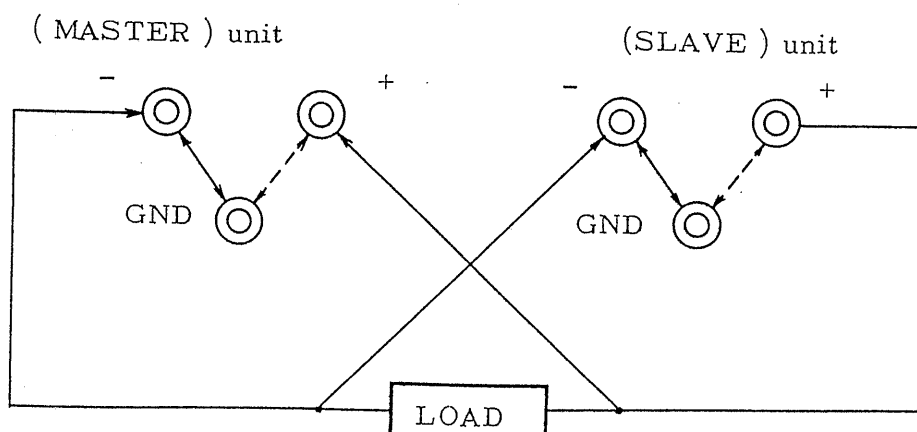 ( MASTER ) unit
(SLAVE ) unit
- +
- +
GND
GND
LOAD